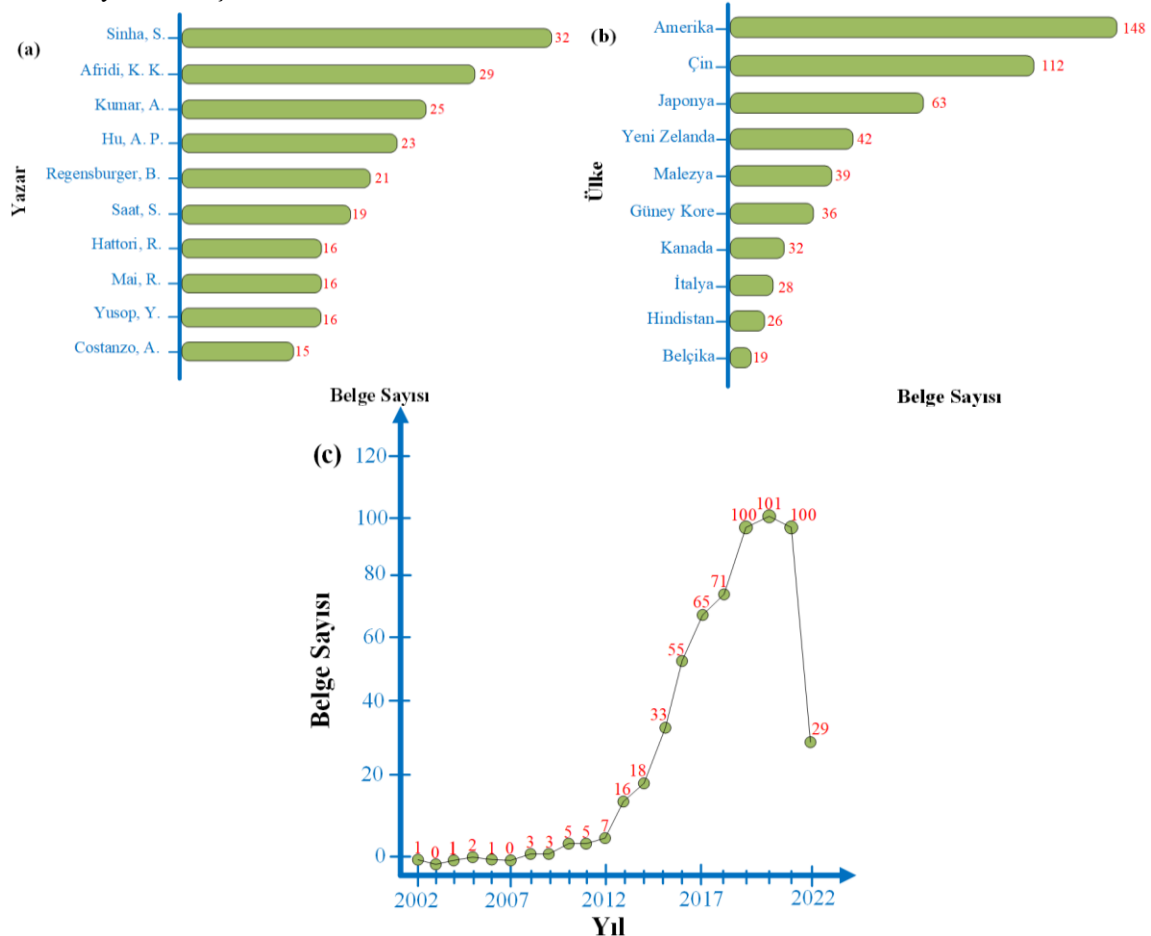 (a)
Yazar
Sinha, S. 32
Afridi, K. K. 29
Kumar, A. 25
Hu, A. P. 23
Regensburger, B. 21
Saat, S. 19
Hattori, R. 16
Mai, R. 16
Yusop, Y. 16
Costanzo, A. 15
Belge Sayısı
(b)
Ülke
Amerika 148
Çin 112
Japonya 63
Yeni Zelanda 42
Malezya 39
Güney Kore 36
Kanada 32
İtalya 28
Hindistan 26
Belçika 19
Belge Sayısı
(c)
Belge Sayısı
120
100
80
60
40
20
0
1 0 1 2 1 0 3 3 5 5 7 16 18 33 55 65 71 100 101 100 29
2002 2007 2012 2017 2022
Yıl